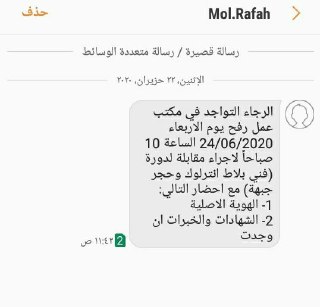 حذف
Mol.Rafah
رسالة قصيرة / رسالة متعددة الوسائط
الإثنين, ٢٢ حزيران, ٢٠٢٠
الرجاء التواجد في مكتب
عمل رفح يوم الأربعاء
24/06/2020 الساعة 10
صباحاً لاجراء مقابلة لدورة
(فني بلاط انترلوك وحجر
جبهة) مع احضار التالي:
1- الهوية الاصلية
2- الشهادات والخبرات ان
وجدت
2 ١١:٤٢ ص